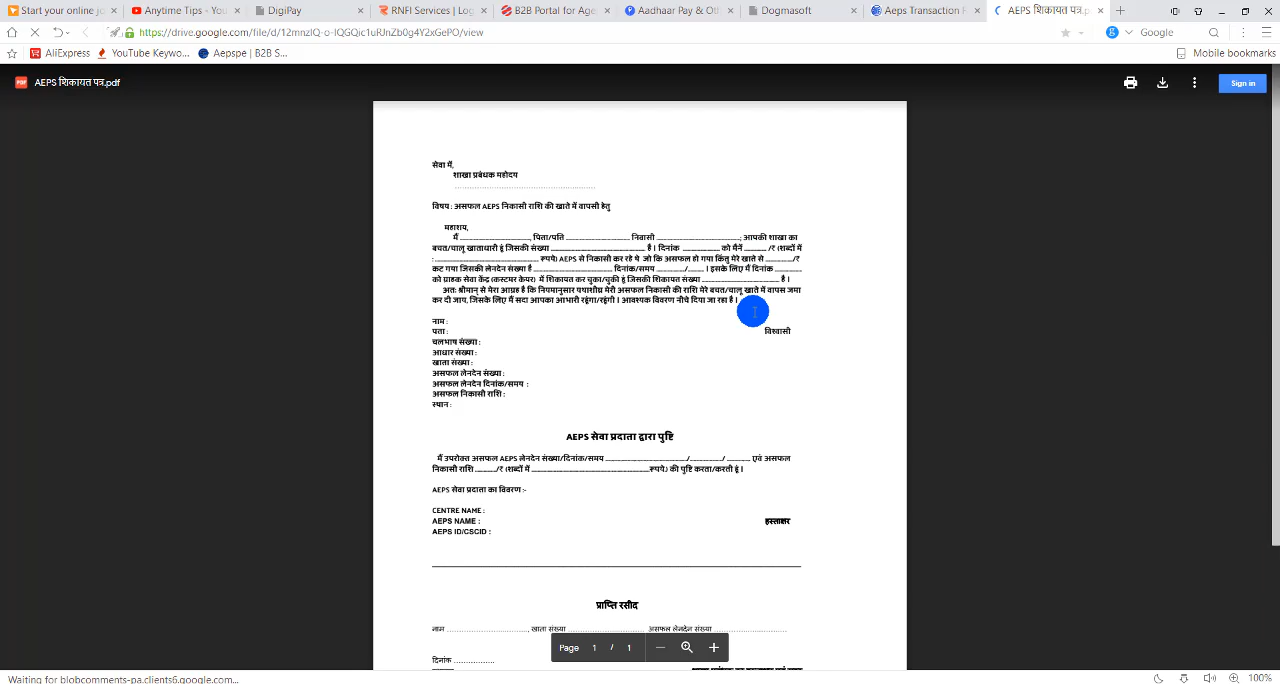 Start your online jo
Anytime Tips - You
DigiPay
RNFI Services | Log
B2B Portal for Age
Aadhaar Pay & Ot
Dogmasoft
Aeps Transaction F
AEPS शिकायत पत्र.p
https://drive.google.com/file/d/12mnzIQ-o-IQGQic1uRJnZb0g4Y2xGePO/view
Google
AliExpress
YouTube Keywo...
Aepspe | B2B S...
Mobile bookmarks
AEPS शिकायत पत्र.pdf
Sign in
सेवा में,
शाखा प्रबंधक महोदय
............................................................
विषय : असफल AEPS निकासी राशि की खाते में वापसी हेतु
महाशय,
मैं ........................, पिता/पति ...................... निवासी ............................; आपकी शाखा का
बचत/चालू खाताधारी हूं जिसकी संख्या ................................ है। दिनांक ............. को मैनें ......../₹ (शब्दों में
: .................................... रूपये) AEPS से निकासी कर रहे थे जो कि असफल हो गया किंतु मेरे खाते से ........../₹
कट गया जिसकी लेनदेन संख्या है ........................... दिनांक/समय ........../...... । इसके लिए मैं दिनांक ..........
को ग्राहक सेवा केंद्र (कस्टमर केयर) में शिकायत कर चुका/चुकी हूं जिसकी शिकायत संख्या ........................... है।
अतः श्रीमान् से मेरा आग्रह है कि नियमानुसार यथाशीघ्र मेरी असफल निकासी की राशि मेरे बचत/चालू खाते में वापस जमा
कर दी जाय, जिसके लिए मैं सदा आपका आभारी रहूंगा/रहूंगी। आवश्यक विवरण नीचे दिया जा रहा है।
नाम :
पता :
विश्वासी
चलभाष संख्या :
आधार संख्या :
खाता संख्या :
असफल लेनदेन संख्या :
असफल लेनदेन दिनांक/समय :
असफल निकासी राशि :
स्थान :
AEPS सेवा प्रदाता द्वारा पुष्टि
मैं उपरोक्त असफल AEPS लेनदेन संख्या/दिनांक/समय ............................/.........../ ......... एवं असफल
निकासी राशि ......../₹ (शब्दों में ........................................रूपये) की पुष्टि करता/करती हूं।
AEPS सेवा प्रदाता का विवरण :-
CENTRE NAME :
AEPS NAME :
हस्ताक्षर
AEPS ID/CSCID :
प्राप्ति रसीद
नाम ............................, खाता संख्या ........................... असफल लेनदेन संख्या .........................
Page 1 / 1
दिनांक ..............
Waiting for blobcomments-pa.clients6.google.com...
100%